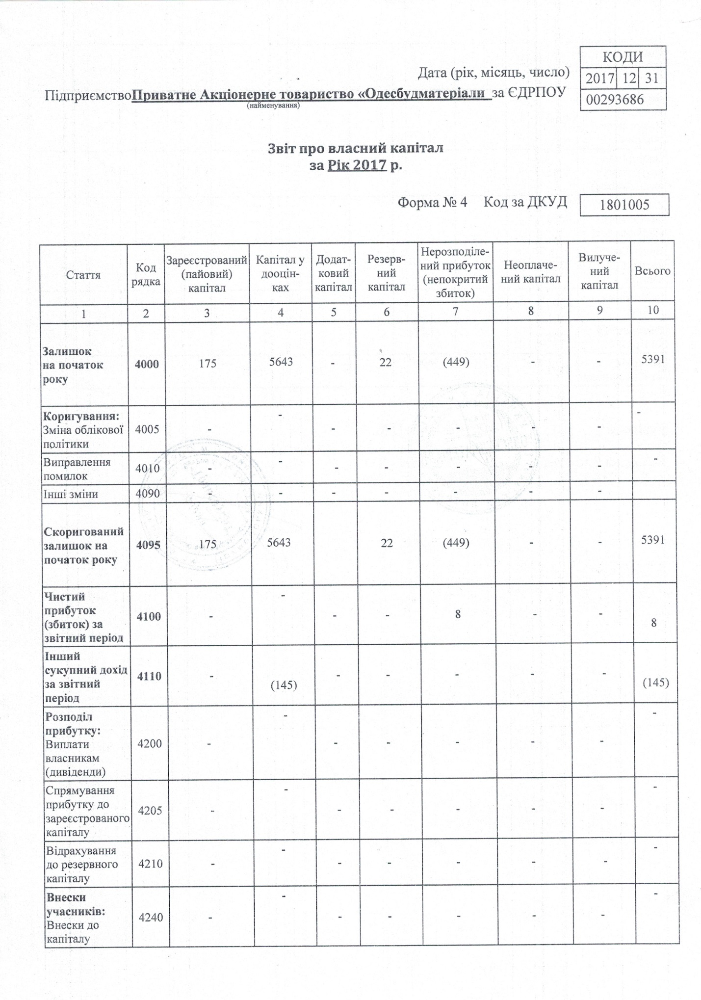 КОДИ
Дата (рік, місяць, число) 2017 12 31
ПідприємствоПриватне Акціонерне товариство «Одесбудматеріали за ЄДРПОУ 00293686
(найменування)
Звіт про власний капітал
за Рік 2017 р.
Форма № 4 Код за ДКУД 1801005
Стаття
Код
рядка
Зареєстрований
(пайовий)
капітал
Капітал у
дооцін-
ках
Додат-
ковий
капітал
Резерв-
ний
капітал
Нерозподіле-
ний прибуток
(непокритий
збиток)
Неоплаче-
ний капітал
Вилуче-
ний
капітал
Всього
1 2 3 4 5 6 7 8 9 10
Залишок
на початок
року
4000 175 5643 - 22 (449) - - 5391
Коригування:
Зміна облікової
політики
4005 - - - - - - - -
Виправлення
помилок
4010 - - - - - - - -
Інші зміни 4090 - - - - - - -
Скоригований
залишок на
початок року
4095 175 5643 22 (449) - - 5391
Чистий
прибуток
(збиток) за
звітний період
4100 - - - - 8 - - 8
Інший
сукупний дохід
за звітний
період
4110 - (145) - - - - - (145)
Розподіл
прибутку:
Виплати
власникам
(дивіденди)
4200 - - - - - - - -
Спрямування
прибутку до
зареєстрованого
капіталу
4205 - - - - - - - -
Відрахування
до резервного
капіталу
4210 - - - - - - - -
Внески
учасників:
Внески до
капіталу
4240 - - - - - - - -